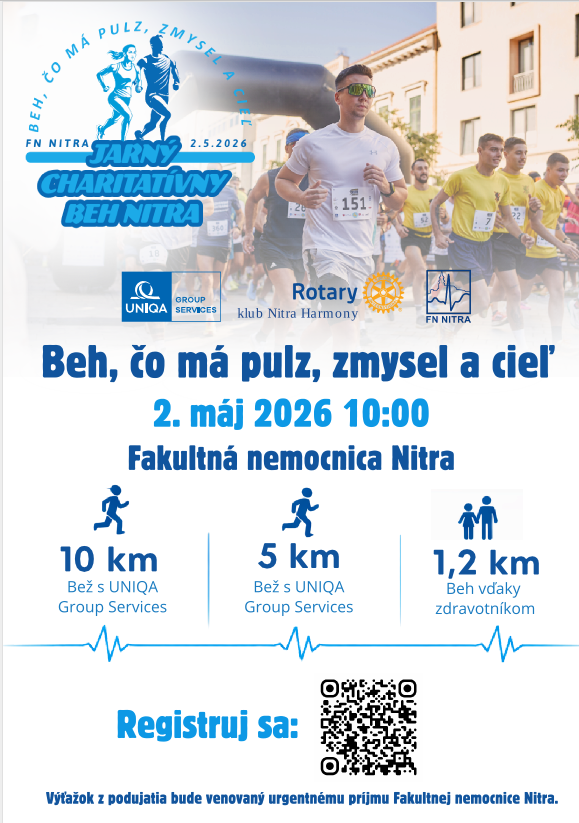 BEH, ČO MÁ PULZ, ZMYSEL A CIEĽ
FN NITRA 2.5.2026
JARNÝ
CHARITATÍVNY
BEH NITRA
151
7
22
UNIQA
GROUP
SERVICES
Rotary
klub Nitra Harmony
FN NITRA
Beh, čo má pulz, zmysel a cieľ
2. máj 2026 10:00
Fakultná nemocnica Nitra
10 km
Bež s UNIQA
Group Services
5 km
Bež s UNIQA
Group Services
1,2 km
Beh vďaky
zdravotníkom
Registruj sa:
Výťažok z podujatia bude venovaný urgentnému príjmu Fakultnej nemocnice Nitra.